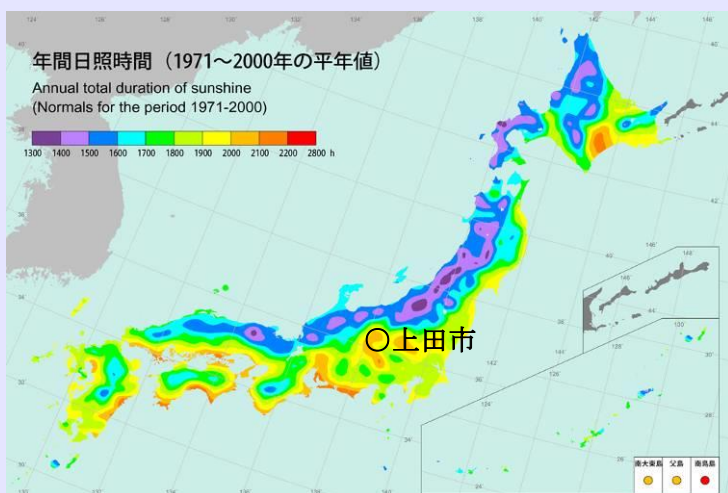 年間日照時間（1971～2000年の平年値）
Annual total duration of sunshine
(Normals for the period 1971-2000)
1300 1400 1500 1600 1700 1800 1900 2000 2100 2200 2800 h
○上田市
南大東島 父島 南鳥島